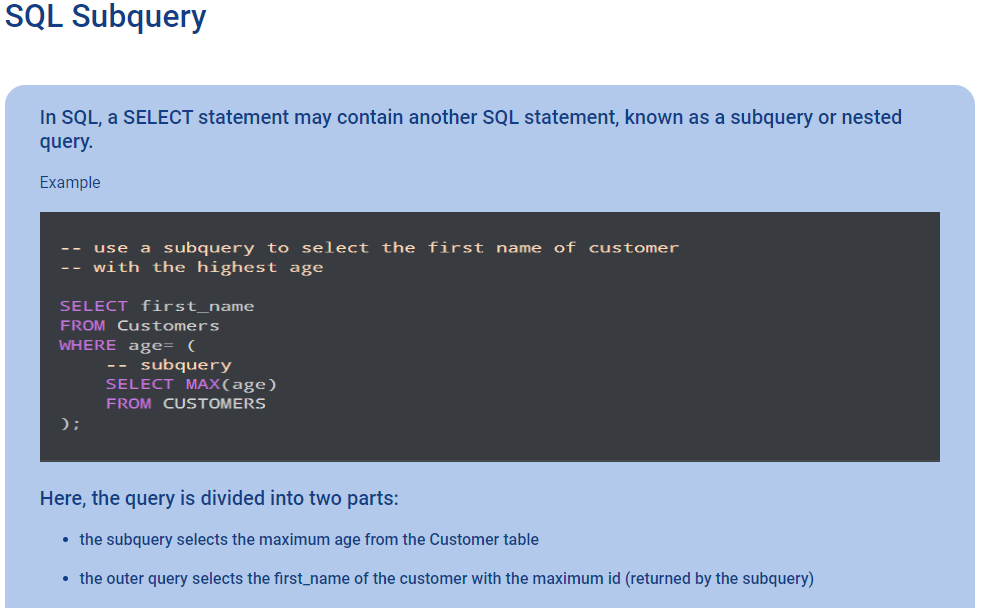 SQL Subquery
In SQL, a SELECT statement may contain another SQL statement, known as a subquery or nested
query.
Example
-- use a subquery to select the first name of customer
-- with the highest age
SELECT first_name
FROM Customers
WHERE age= (
-- subquery
SELECT MAX(age)
FROM CUSTOMERS
);
Here, the query is divided into two parts:
• the subquery selects the maximum age from the Customer table
• the outer query selects the first_name of the customer with the maximum id (returned by the subquery)